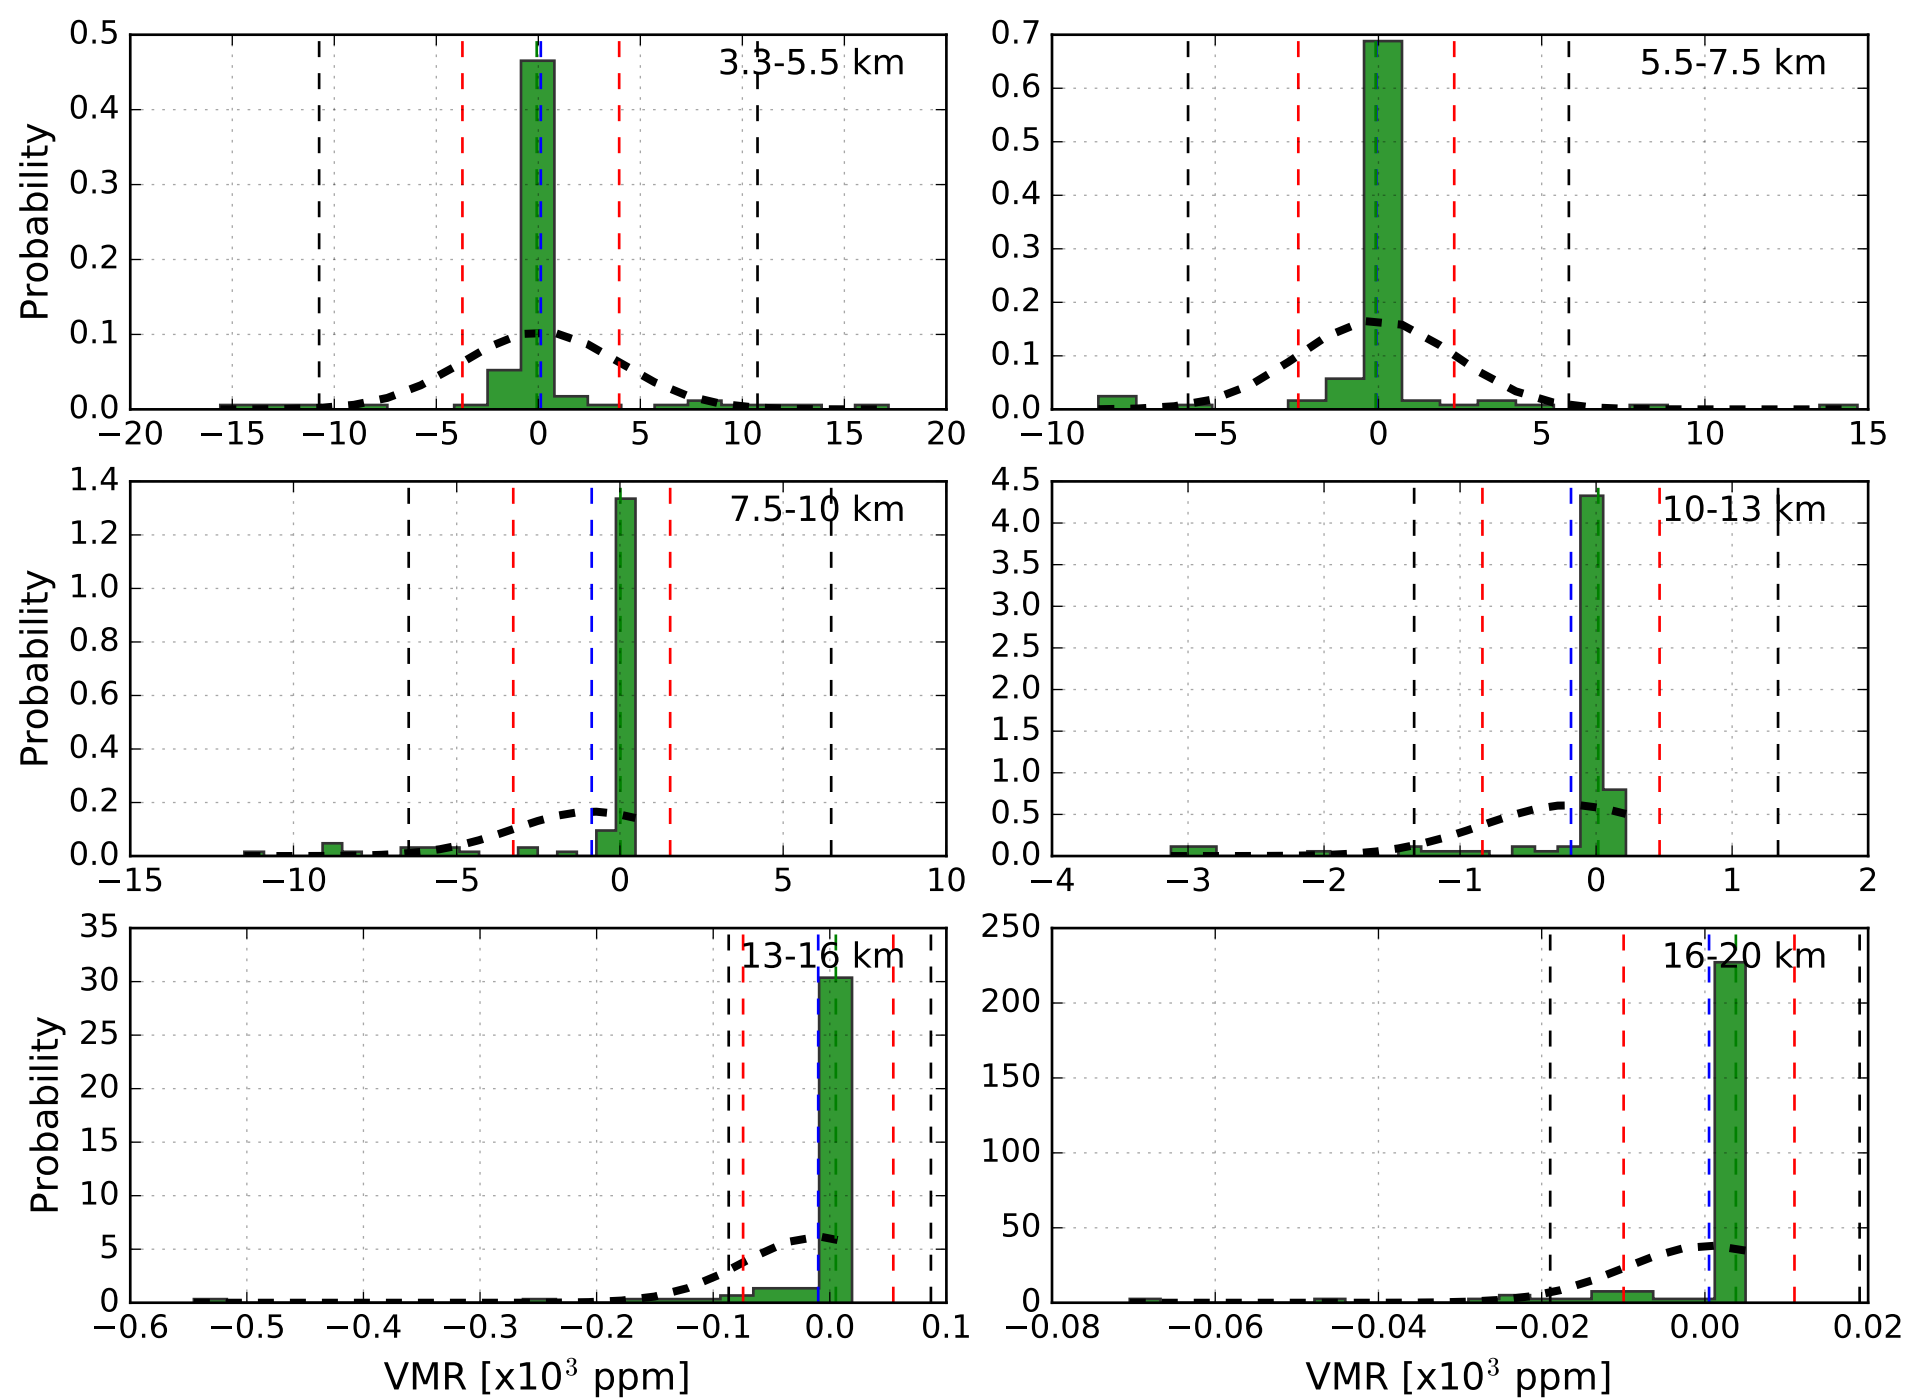 3.3-5.5 km
Probability
0.5
0.4
0.3
0.2
0.1
0.0
−20 −15 −10 −5 0 5 10 15 20
5.5-7.5 km
0.7
0.6
0.5
0.4
0.3
0.2
0.1
0.0
−10 −5 0 5 10 15
7.5-10 km
Probability
1.4
1.2
1.0
0.8
0.6
0.4
0.2
0.0
−15 −10 −5 0 5 10
10-13 km
4.5
4.0
3.5
3.0
2.5
2.0
1.5
1.0
0.5
0.0
−4 −3 −2 −1 0 1 2
13-16 km
Probability
35
30
25
20
15
10
5
0
−0.6 −0.5 −0.4 −0.3 −0.2 −0.1 0.0 0.1
VMR [x10³ ppm]
16-20 km
250
200
150
100
50
0
−0.08 −0.06 −0.04 −0.02 0.00 0.02
VMR [x10³ ppm]